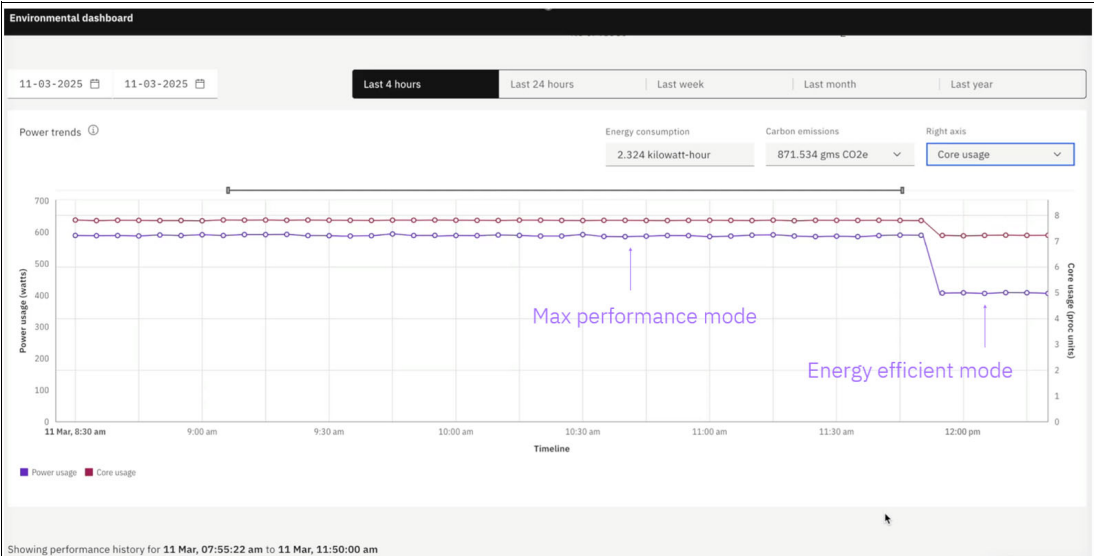 Environmental dashboard
11-03-2025 11-03-2025
Last 4 hours Last 24 hours Last week Last month Last year
Power trends
Energy consumption Carbon emissions Right axis
2.324 kilowatt-hour 871.534 gms CO2e Core usage
700
600
500
400
300
200
100
0
Power usage (watts)
Max performance mode
Energy efficient mode
8
7
6
5
4
3
2
1
0
Core usage (proc units)
11 Mar, 8:30 am 9:00 am 9:30 am 10:00 am 10:30 am 11:00 am 11:30 am 12:00 pm
Timeline
Power usage Core usage
Showing performance history for 11 Mar, 07:55:22 am to 11 Mar, 11:50:00 am